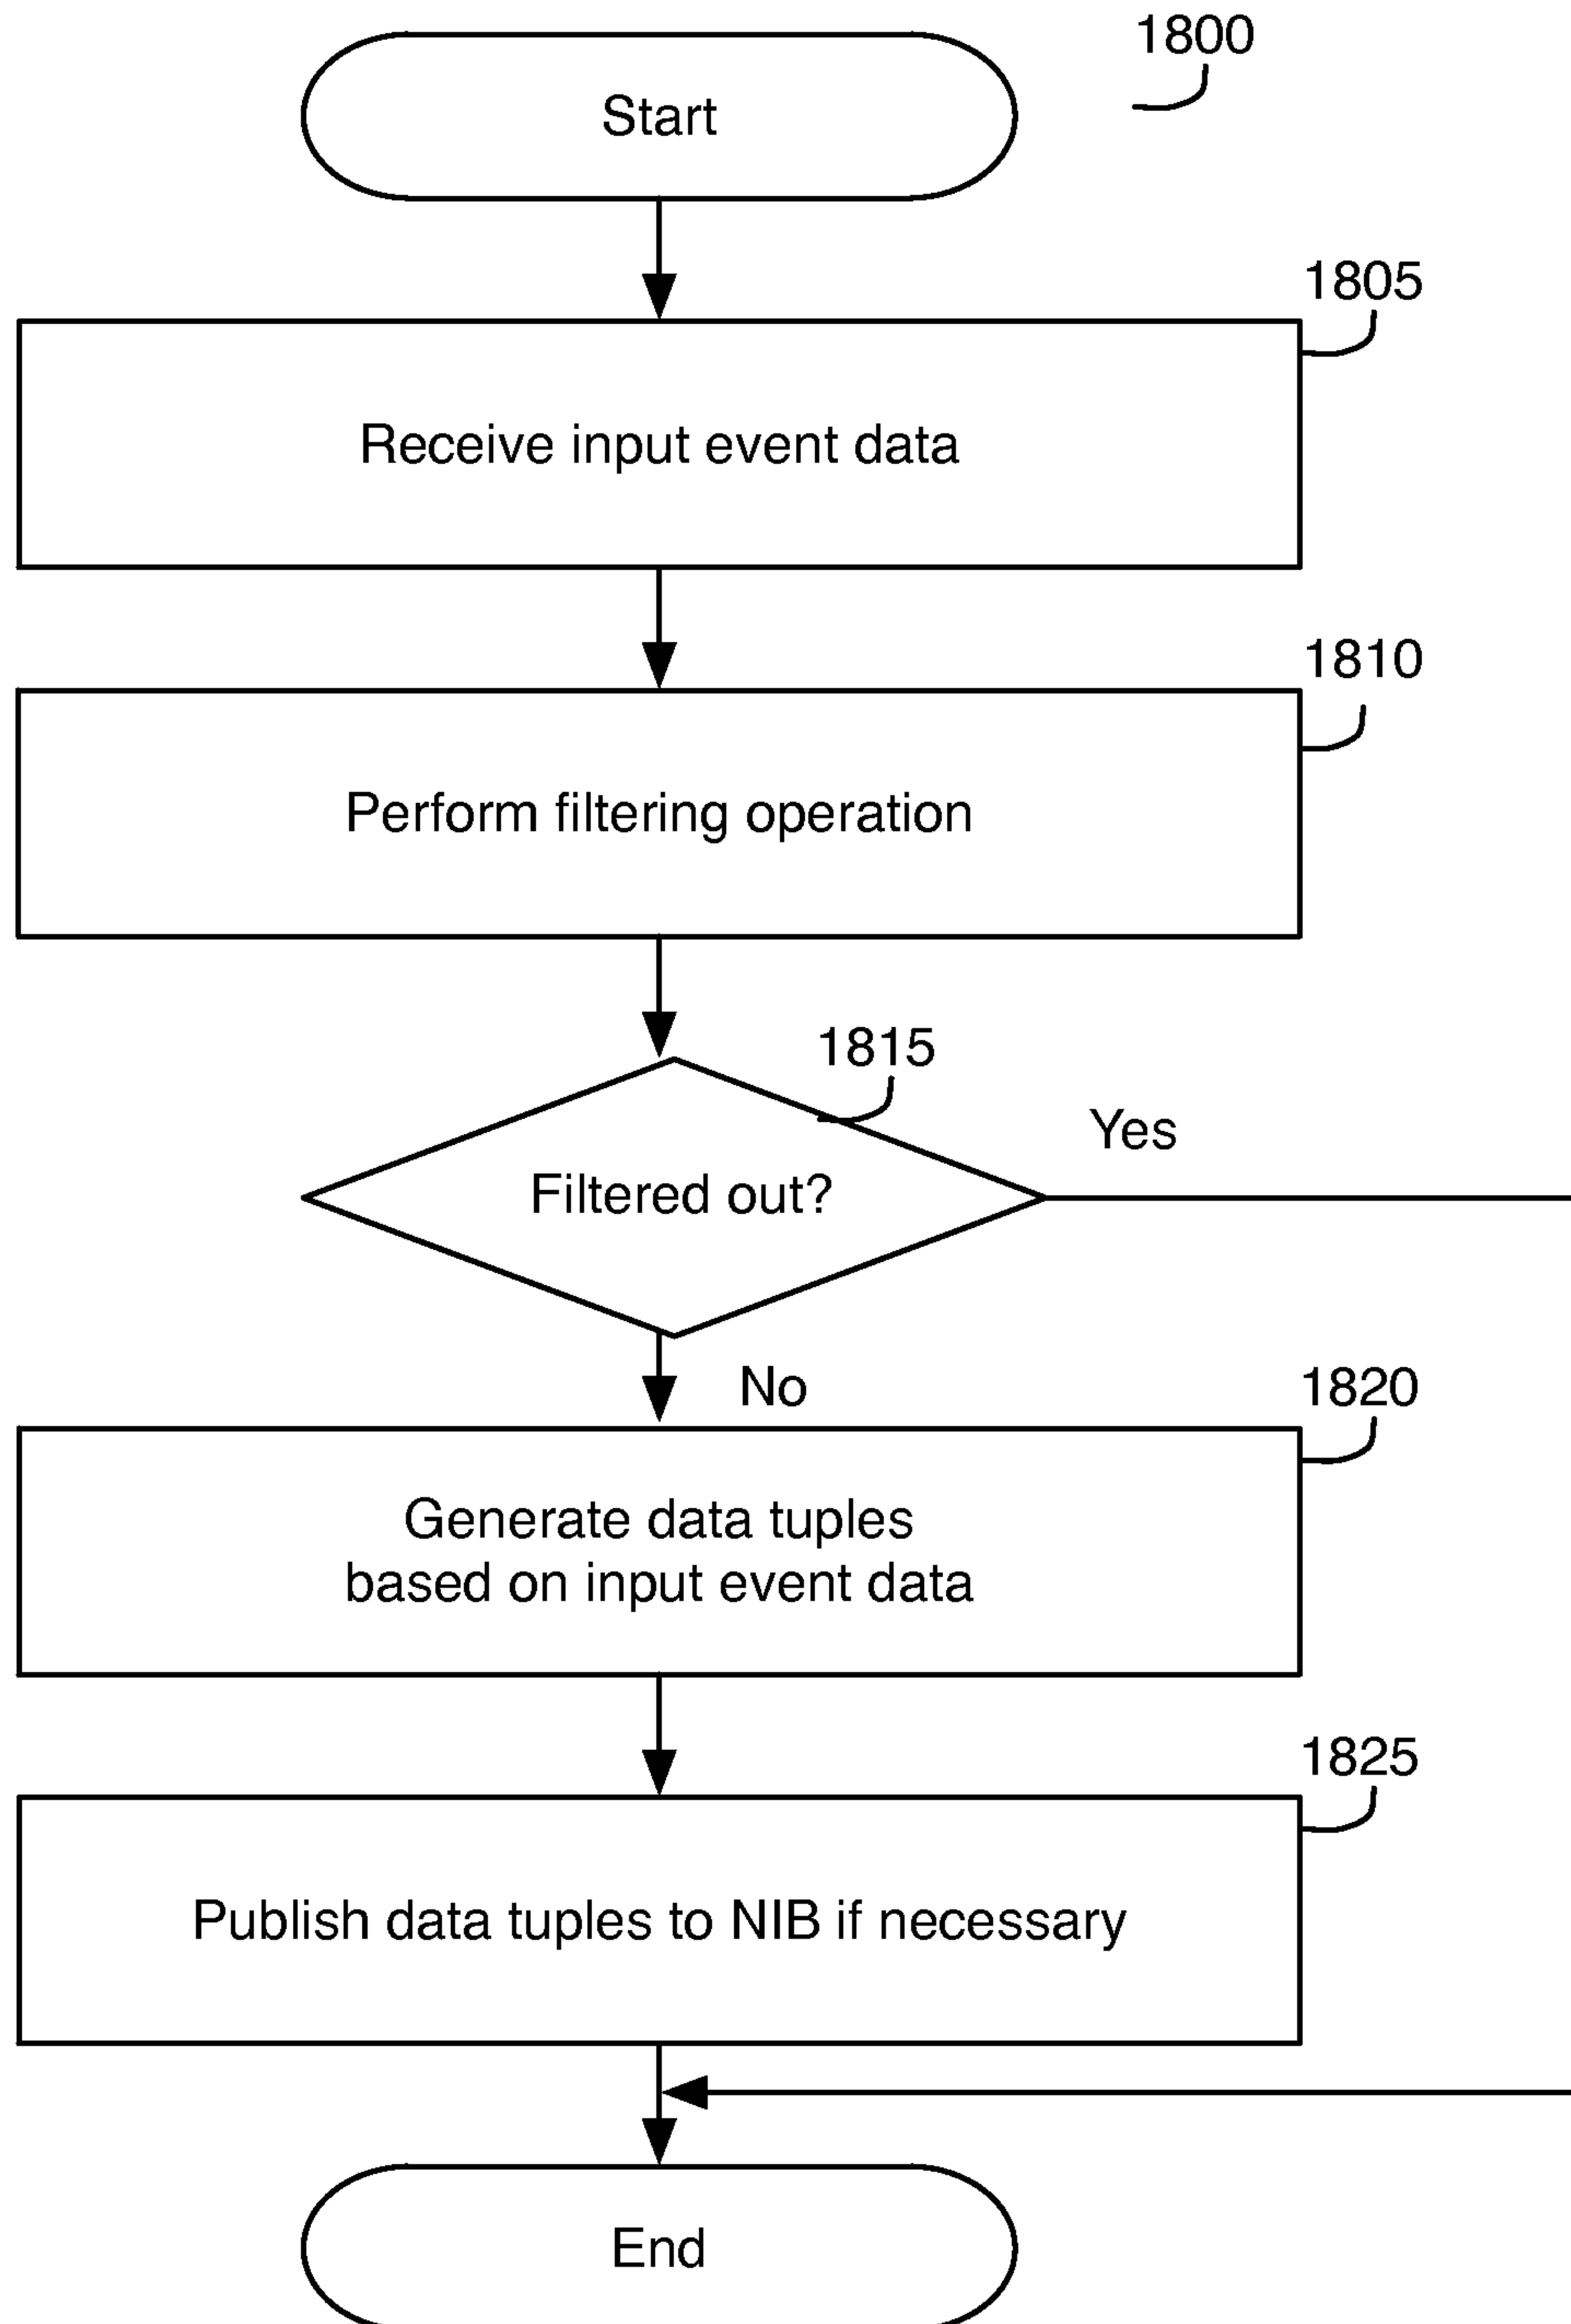 1800
Start
1805
Receive input event data
1810
Perform filtering operation
1815
Yes
Filtered out?
No
1820
Generate data tuples
based on input event data
1825
Publish data tuples to NIB if necessary
End